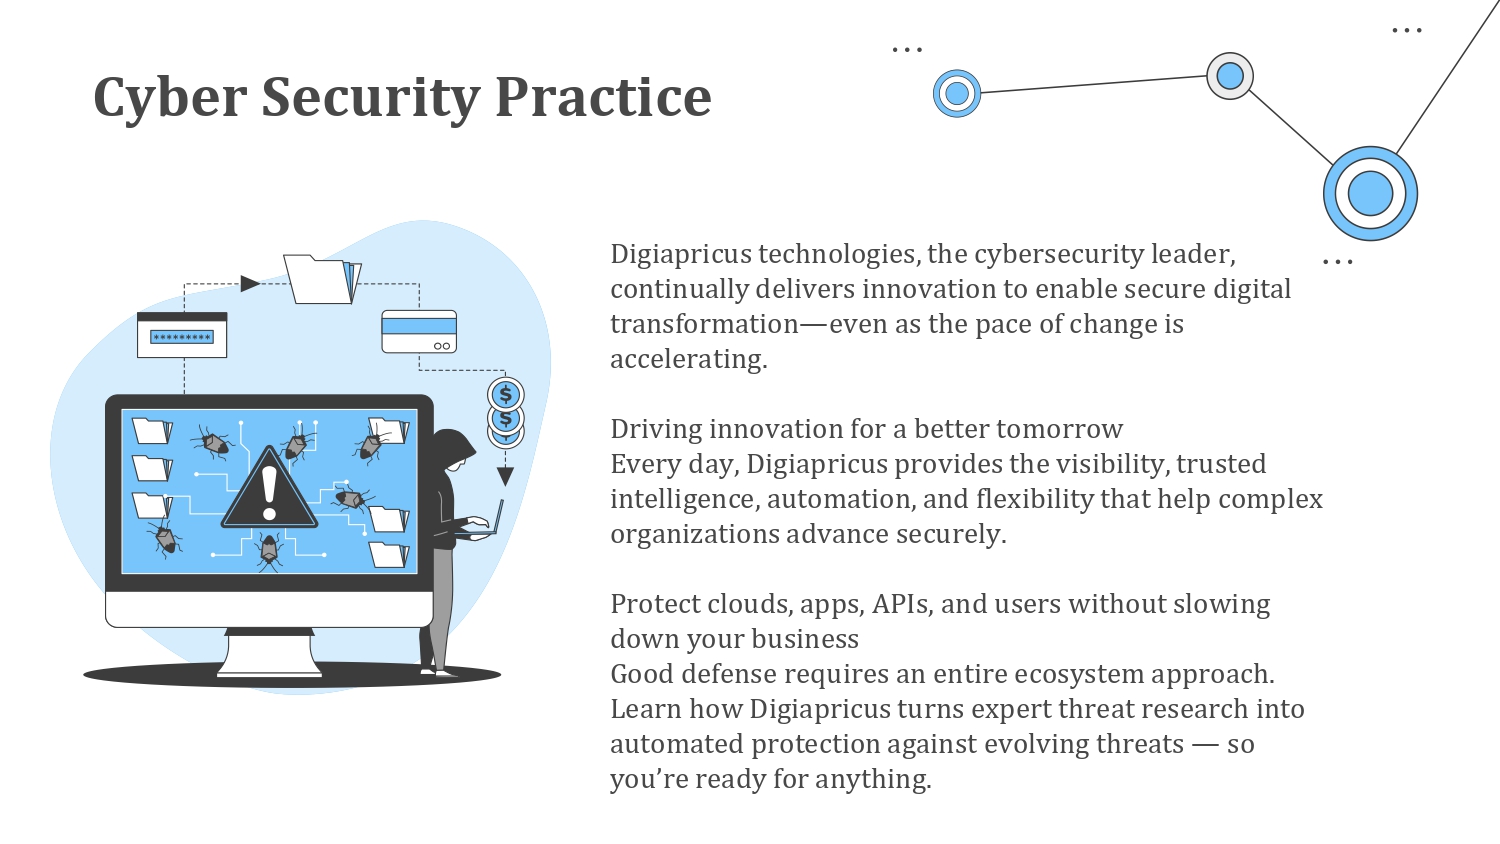 Cyber Security Practice
Digiapricus technologies, the cybersecurity leader,
continually delivers innovation to enable secure digital
transformation—even as the pace of change is
accelerating.
Driving innovation for a better tomorrow
Every day, Digiapricus provides the visibility, trusted
intelligence, automation, and flexibility that help complex
organizations advance securely.
Protect clouds, apps, APIs, and users without slowing
down your business
Good defense requires an entire ecosystem approach.
Learn how Digiapricus turns expert threat research into
automated protection against evolving threats — so
you’re ready for anything.
*********
$
$